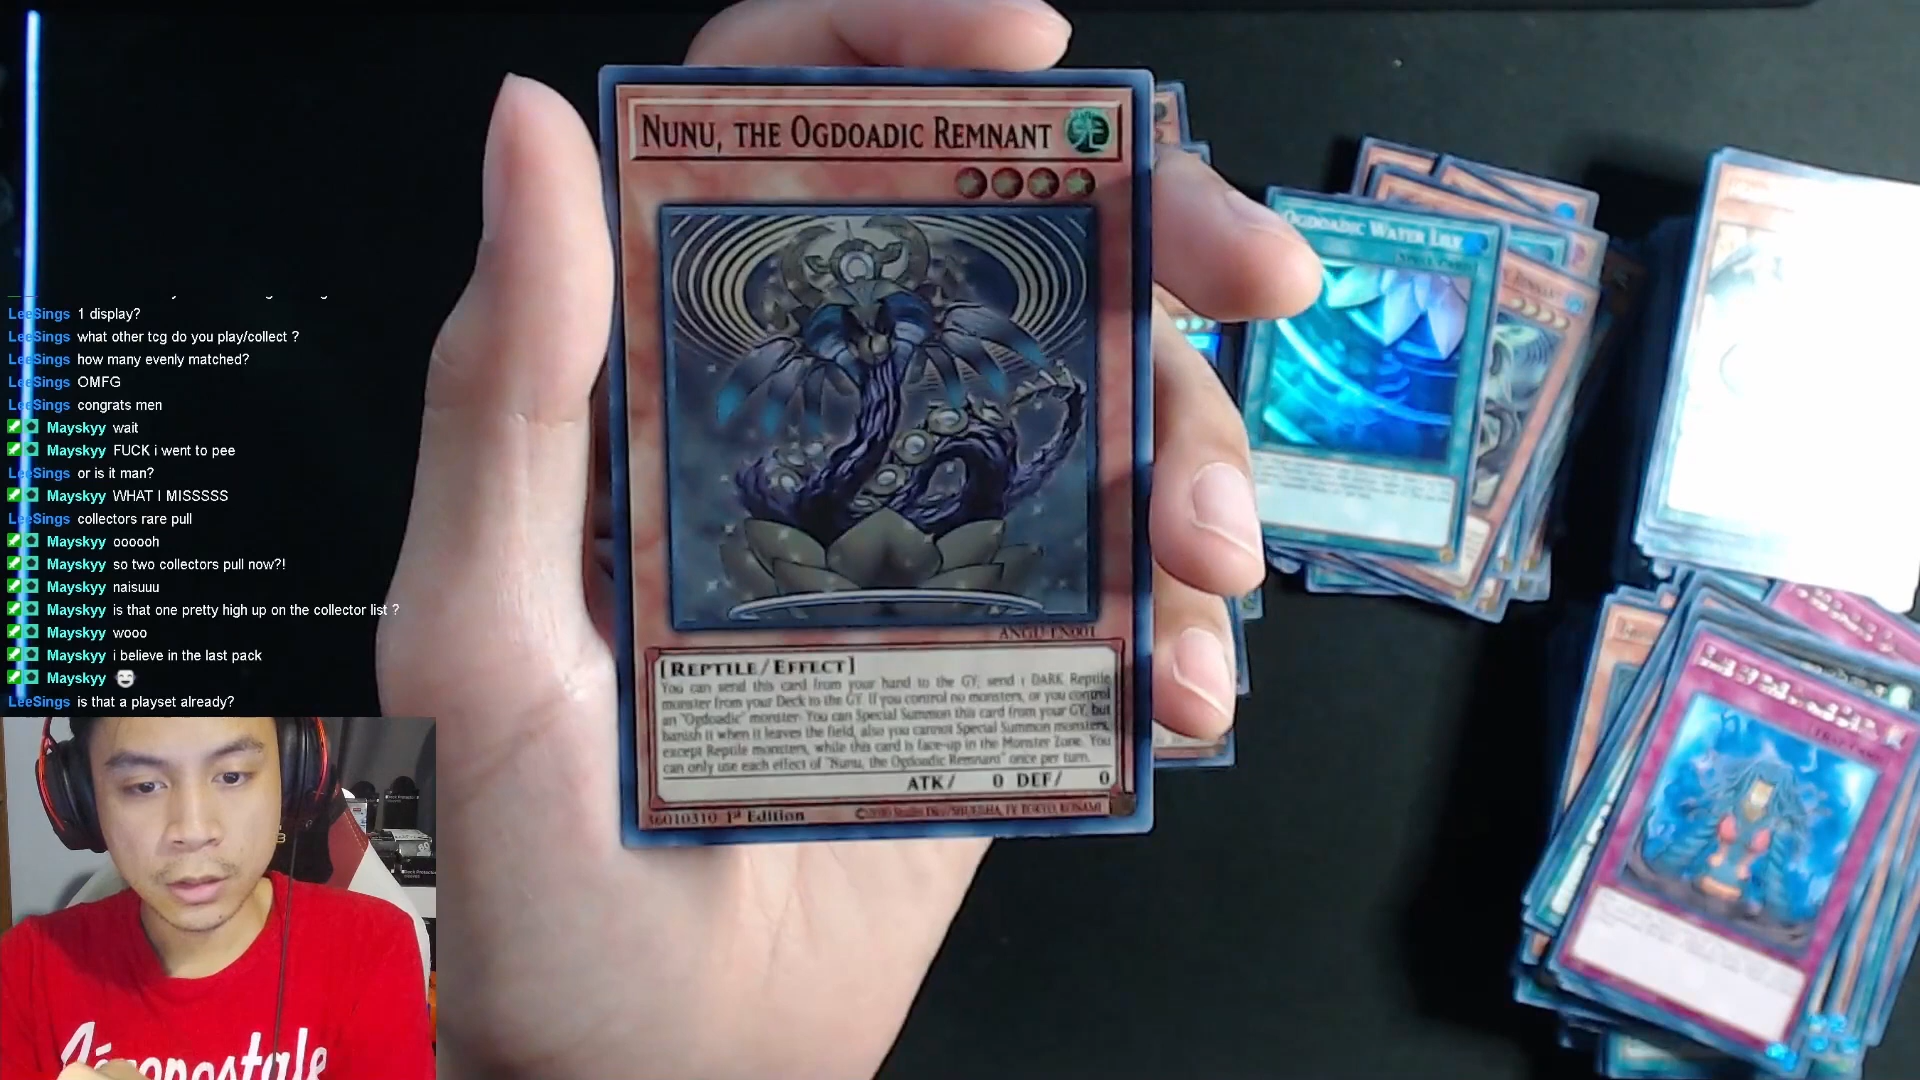 LeeSings 1 display?
LeeSings what other tcg do you play/collect ?
LeeSings how many evenly matched?
LeeSings OMFG
LeeSings congrats men
Mayskyy wait
Mayskyy FUCK i went to pee
LeeSings or is it man?
Mayskyy WHAT I MISSSSS
LeeSings collectors rare pull
Mayskyy oooooh
Mayskyy so two collectors pull now?!
Mayskyy naisuuu
Mayskyy is that one pretty high up on the collector list ?
Mayskyy wooo
Mayskyy i believe in the last pack
Mayskyy
LeeSings is that a playset already?
NUNU, THE OGDOADIC REMNANT
ANGU-EN001
[REPTILE/EFFECT]
You can send this card from your hand to the GY; send 1 DARK Reptile
monster from your Deck to the GY. If you control no monsters, or you control
an "Ogdoadic" monster: You can Special Summon this card from your GY, but
banish it when it leaves the field, also you cannot Special Summon monsters,
except Reptile monsters, while this card is face-up in the Monster Zone. You
can only use each effect of "Nunu, the Ogdoadic Remnant" once per turn.
ATK/ 0 DEF/ 0
36010310 1st Edition
OGDOADIC WATER LILY
Aéropostale